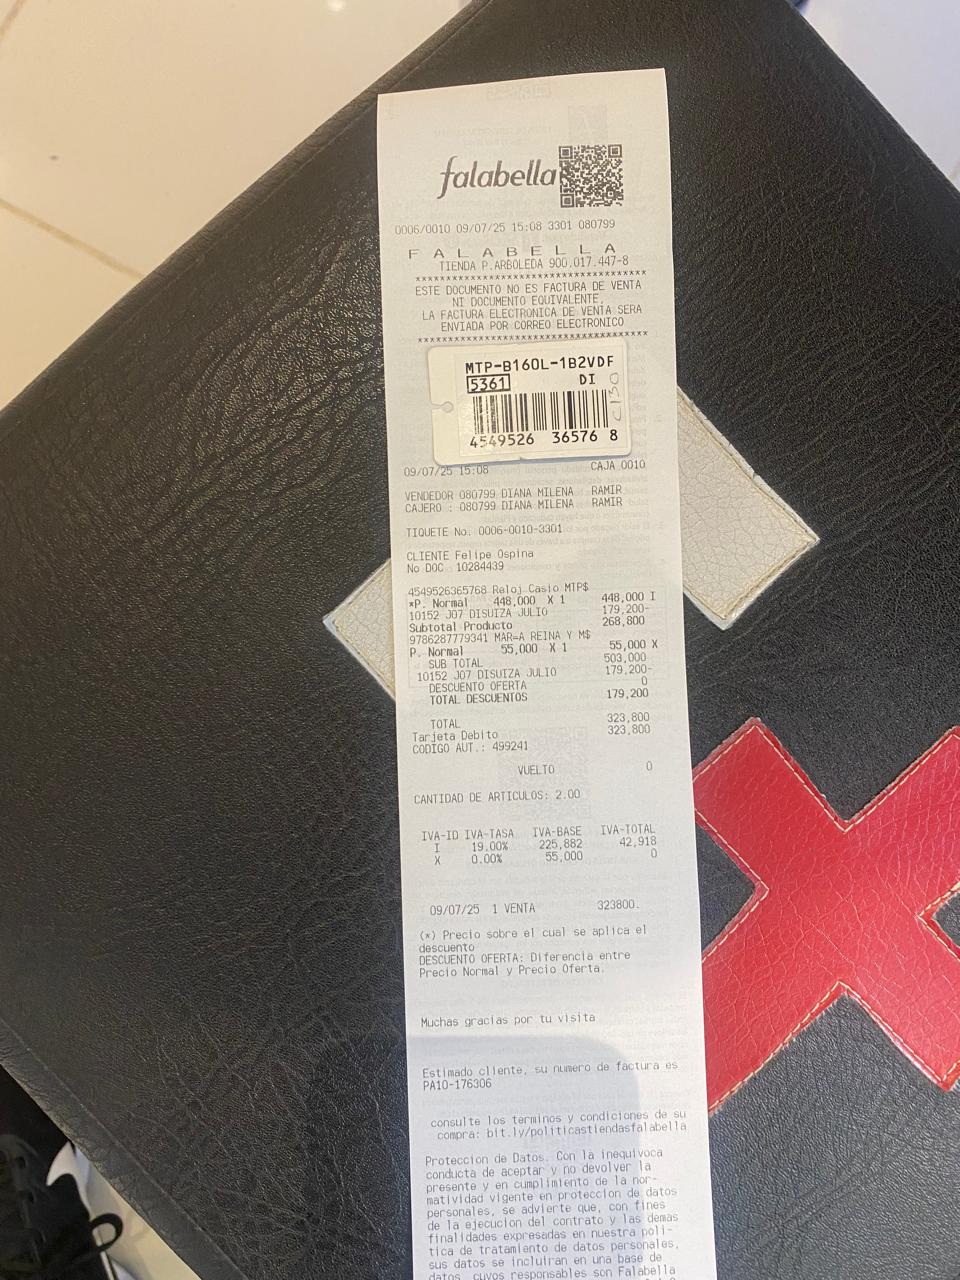 falabella
0006/0010 09/07/25 15:08 3301 080799
F A L A B E L L A
TIENDA P.ARBOLEDA 900.017.447-8
****************************************
ESTE DOCUMENTO NO ES FACTURA DE VENTA
NI DOCUMENTO EQUIVALENTE,
LA FACTURA ELECTRONICA DE VENTA SERA
ENVIADA POR CORREO ELECTRONICO
****************************************
MTP-B160L-1B2VDF
5361 DI
4549526 36576 8
09/07/25 15:08 CAJA 0010
VENDEDOR 080799 DIANA MILENA RAMIR
CAJERO : 080799 DIANA MILENA RAMIR
TIQUETE No. 0006-0010-3301
CLIENTE Felipe Ospina
No DOC 10284439
4549526365768 Reloj Casio MTP$
*P. Normal 448,000 X 1 448,000 I
10152 J07 DISUIZA JULIO 179,200-
Subtotal Producto 268,800
9786287779341 MAR=A REINA Y M$
P. Normal 55,000 X 1 55,000 X
SUB TOTAL 503,000
10152 J07 DISUIZA JULIO 179,200-
DESCUENTO OFERTA 0
TOTAL DESCUENTOS 179,200
TOTAL 323,800
Tarjeta Debito 323,800
CODIGO AUT.: 499241
VUELTO 0
CANTIDAD DE ARTICULOS: 2.00
IVA-ID IVA-TASA IVA-BASE IVA-TOTAL
I 19.00% 225,882 42,918
X 0.00% 55,000 0
09/07/25 1 VENTA 323800.
(*) Precio sobre el cual se aplica el
descuento
DESCUENTO OFERTA: Diferencia entre
Precio Normal y Precio Oferta.
Muchas gracias por tu visita
Estimado cliente, su numero de factura es
PA10-176306
consulte los terminos y condiciones de su
compra: bit.ly/politicastiendasfalabella
Proteccion de Datos. Con la inequivoca
conducta de aceptar y no devolver la
presente y en cumplimiento de la nor-
matividad vigente en proteccion de datos
personales, se advierte que, con fines
de la ejecucion del contrato y las demas
finalidades expresadas en nuestra poli-
tica de tratamiento de datos personales,
sus datos se incluiran en una base de
datos, cuyos responsables son Falabella